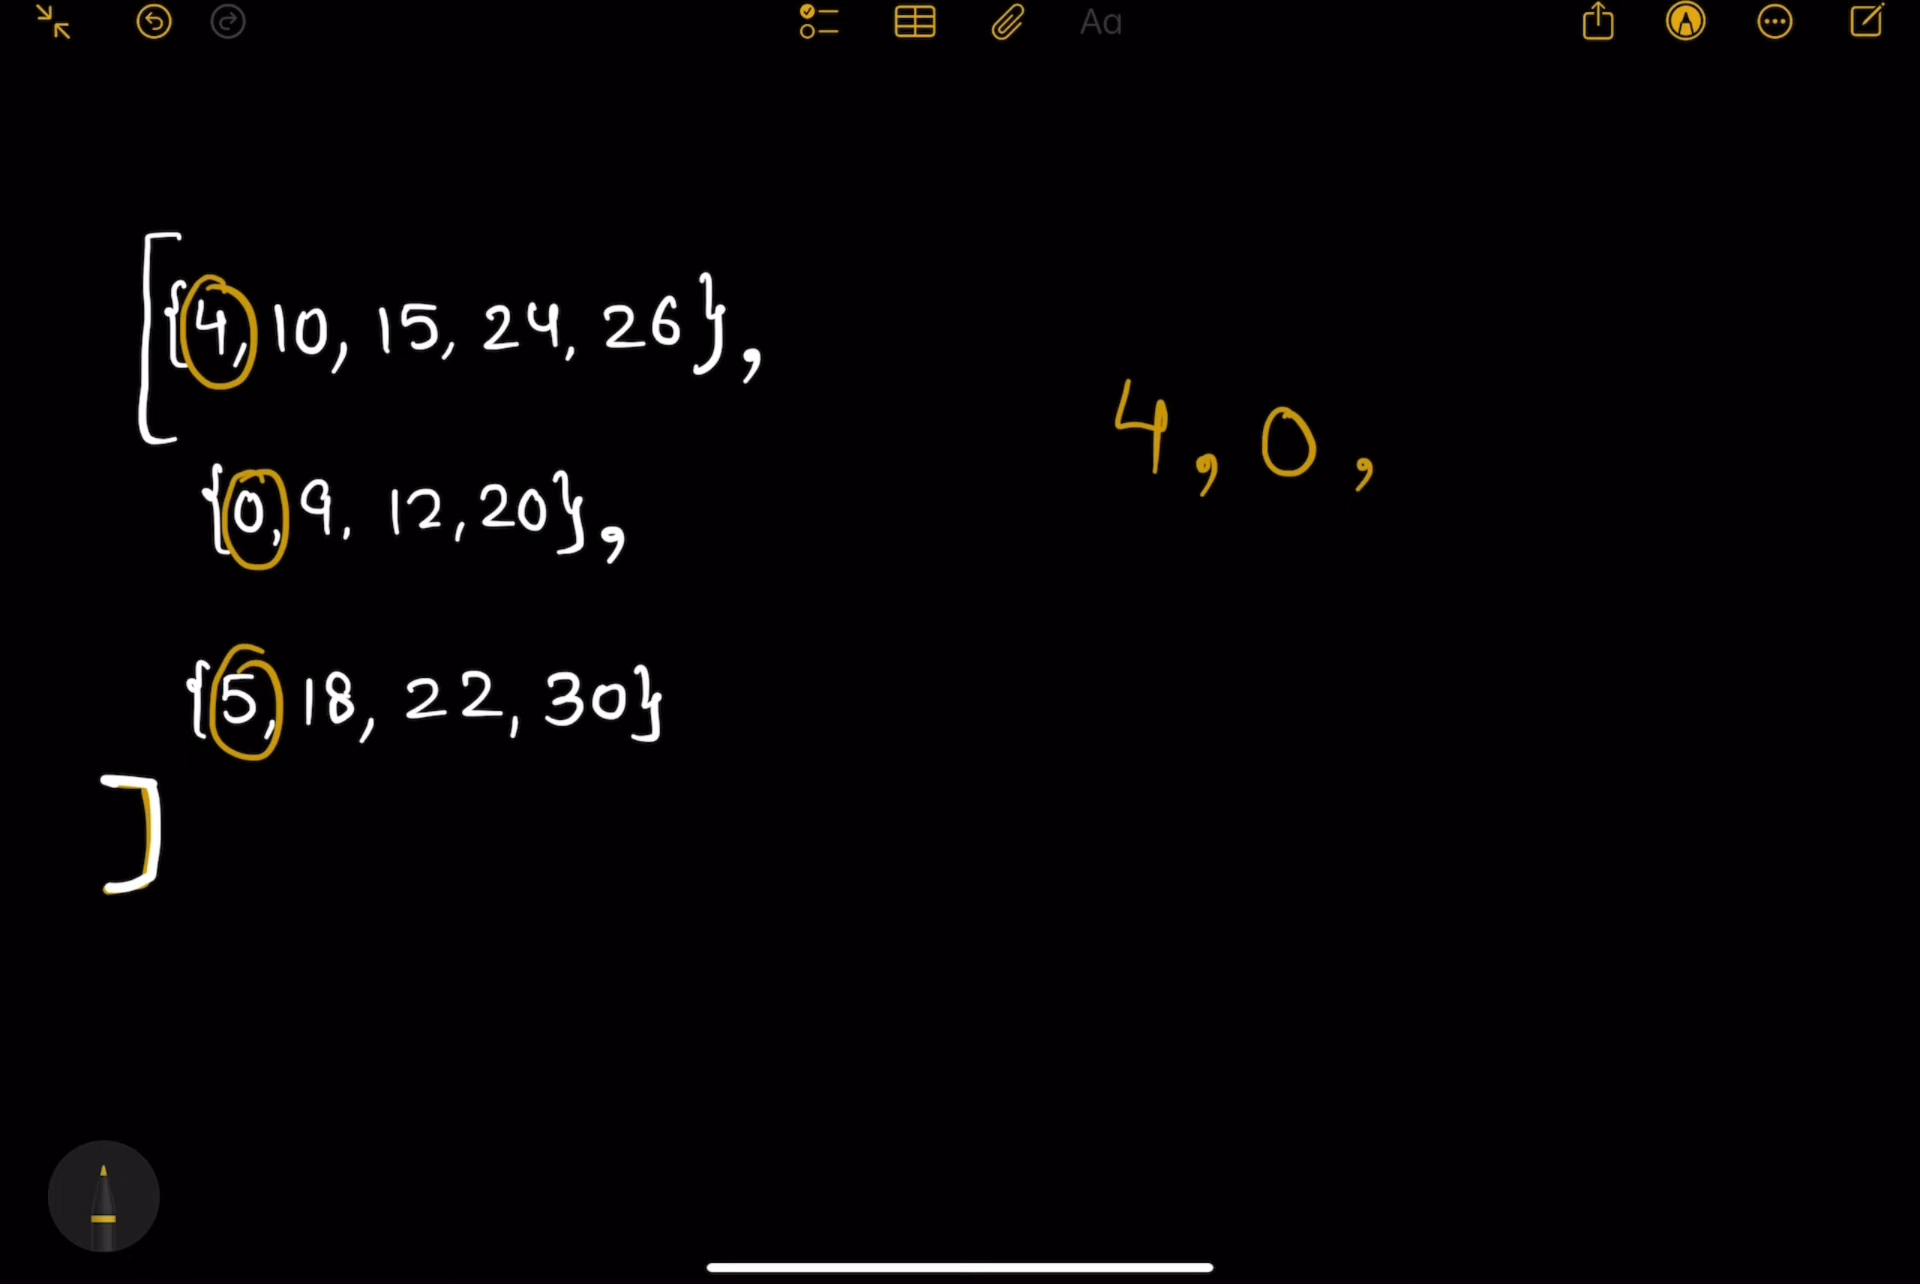 Aa
[{4, 10, 15, 24, 26},
4, 0,
{0, 9, 12, 20},
{5, 18, 22, 30}
]